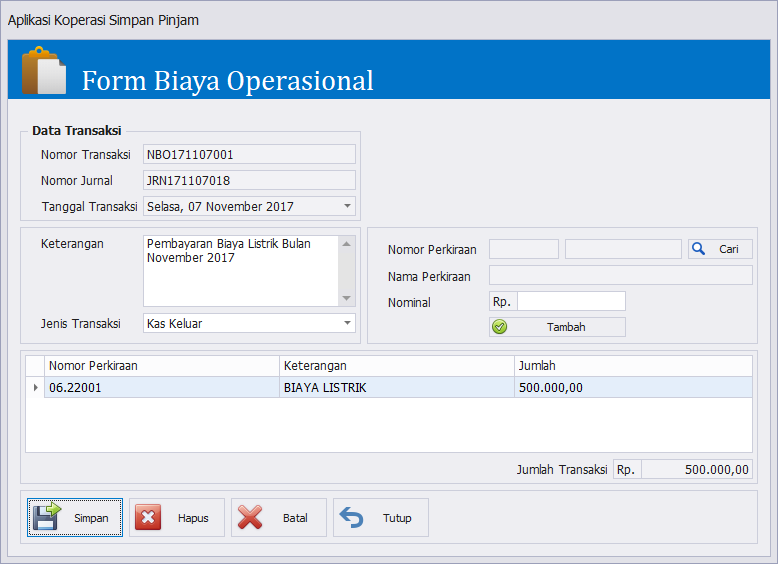 Aplikasi Koperasi Simpan Pinjam
Form Biaya Operasional
Data Transaksi
Nomor Transaksi NBO171107001
Nomor Jurnal JRN171107018
Tanggal Transaksi Selasa, 07 November 2017
Keterangan Pembayaran Biaya Listrik Bulan
November 2017
Jenis Transaksi Kas Keluar
Nomor Perkiraan Cari
Nama Perkiraan
Nominal Rp.
Tambah
Nomor Perkiraan Keterangan Jumlah
06.22001 BIAYA LISTRIK 500.000,00
Jumlah Transaksi Rp. 500.000,00
Simpan Hapus Batal Tutup